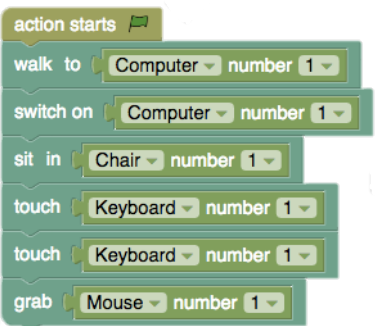 action starts
walk to Computer number 1
switch on Computer number 1
sit in Chair number 1
touch Keyboard number 1
touch Keyboard number 1
grab Mouse number 1